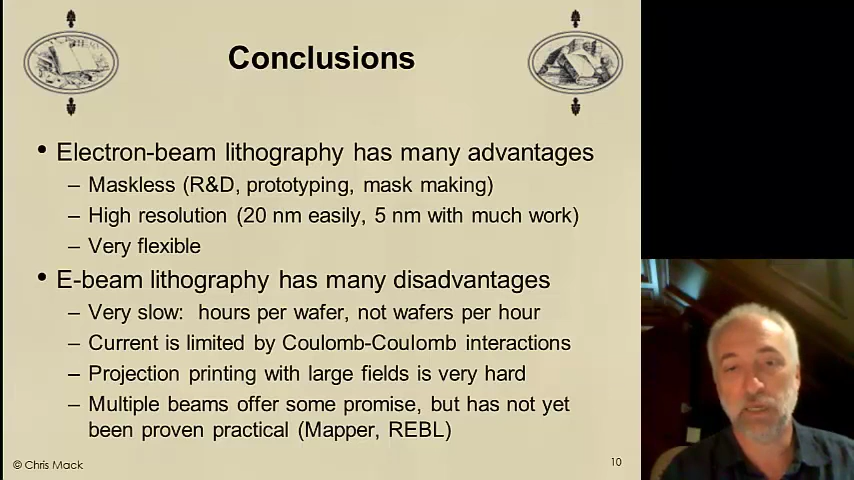 Conclusions
• Electron-beam lithography has many advantages
– Maskless (R&D, prototyping, mask making)
– High resolution (20 nm easily, 5 nm with much work)
– Very flexible
• E-beam lithography has many disadvantages
– Very slow:  hours per wafer, not wafers per hour
– Current is limited by Coulomb-Coulomb interactions
– Projection printing with large fields is very hard
– Multiple beams offer some promise, but has not yet
been proven practical (Mapper, REBL)
© Chris Mack
10